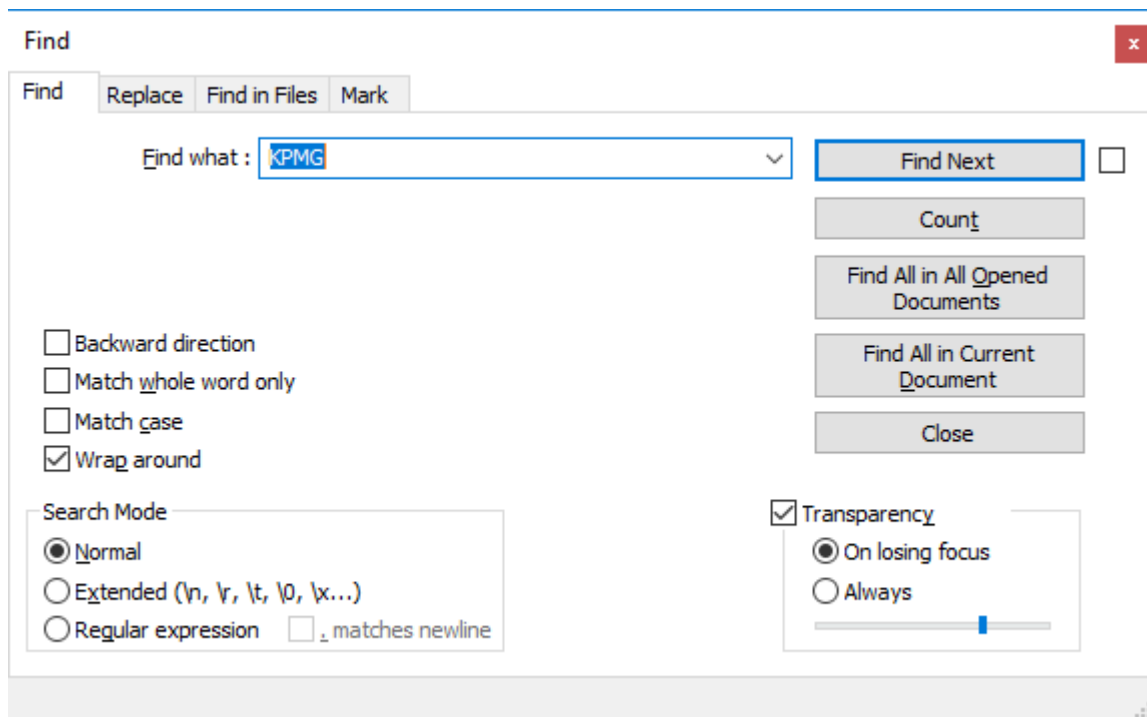 Find
x
Find Replace Find in Files Mark
Find what : KPMG
Find Next
Count
Find All in All Opened
Documents
Find All in Current
Document
Close
Backward direction
Match whole word only
Match case
Wrap around
Search Mode
Normal
Extended (\n, \r, \t, \0, \x...)
Regular expression . matches newline
Transparency
On losing focus
Always